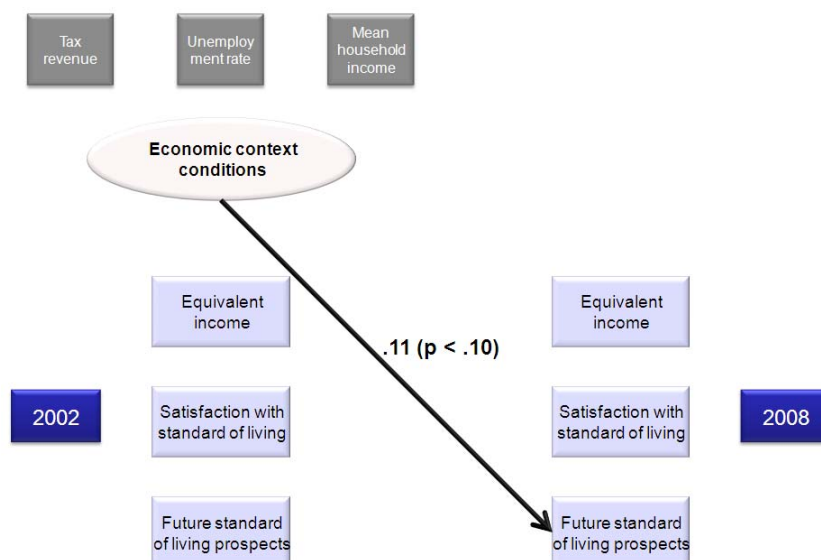 Tax
revenue
Unemploy
ment rate
Mean
household
income
Economic context
conditions
Equivalent
income
Equivalent
income
.11 (p < .10)
2002
Satisfaction with
standard of living
Satisfaction with
standard of living
2008
Future standard
of living prospects
Future standard
of living prospects